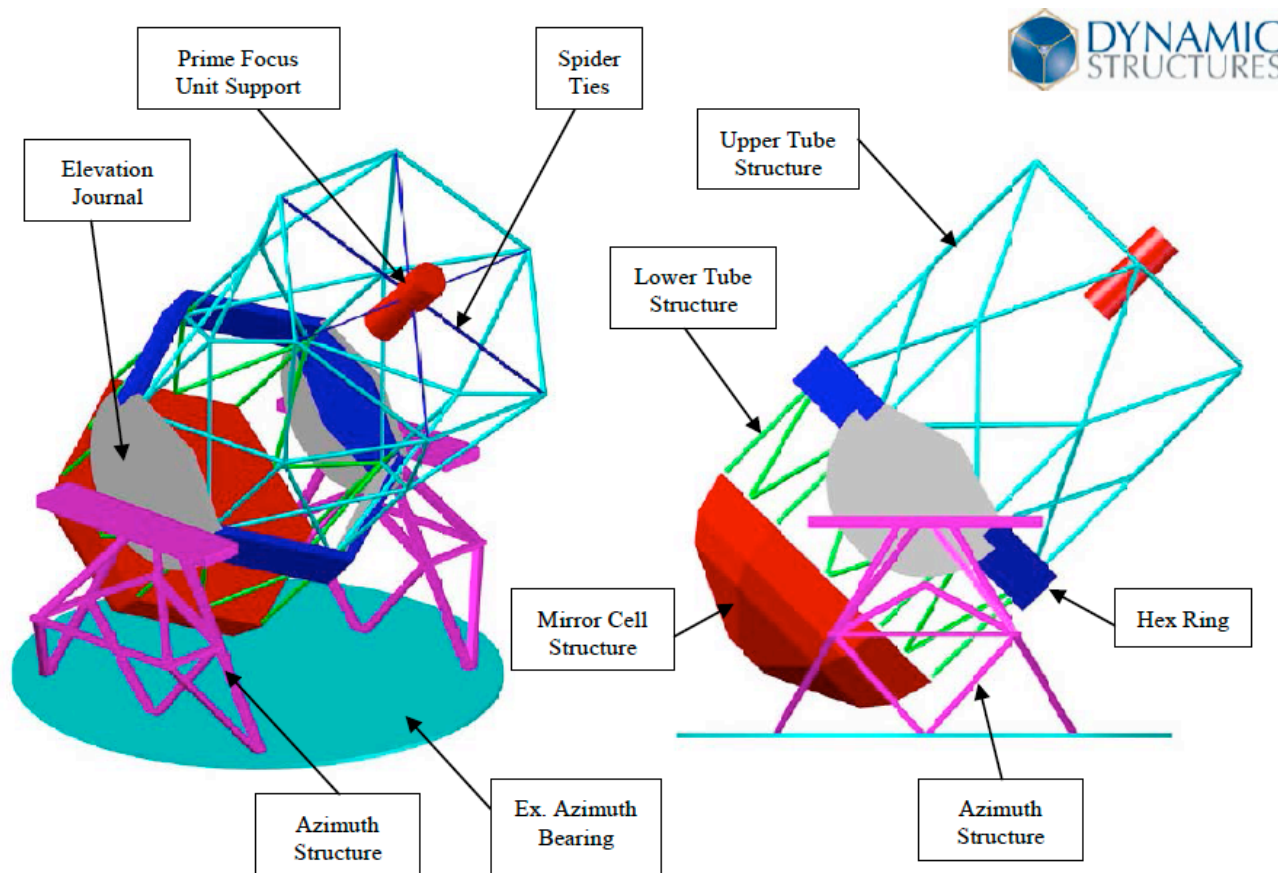 Prime Focus
Unit Support
Spider
Ties
DYNAMIC
STRUCTURES
Elevation
Journal
Upper Tube
Structure
Lower Tube
Structure
Mirror Cell
Structure
Hex Ring
Azimuth
Structure
Ex. Azimuth
Bearing
Azimuth
Structure